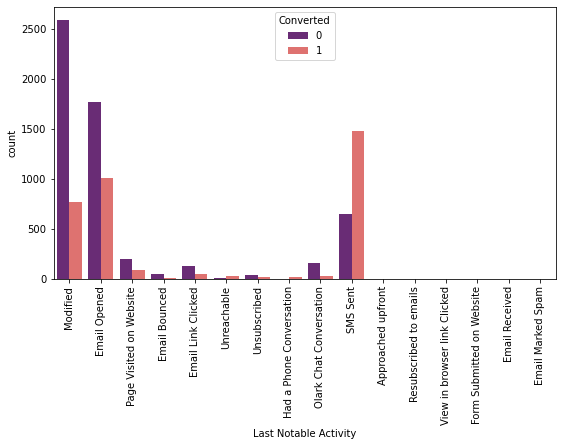 Converted
0
1
2500
2000
1500
1000
500
0
count
Modified
Email Opened
Page Visited on Website
Email Bounced
Email Link Clicked
Unreachable
Unsubscribed
Had a Phone Conversation
Olark Chat Conversation
SMS Sent
Approached upfront
Resubscribed to emails
View in browser link Clicked
Form Submitted on Website
Email Received
Email Marked Spam
Last Notable Activity